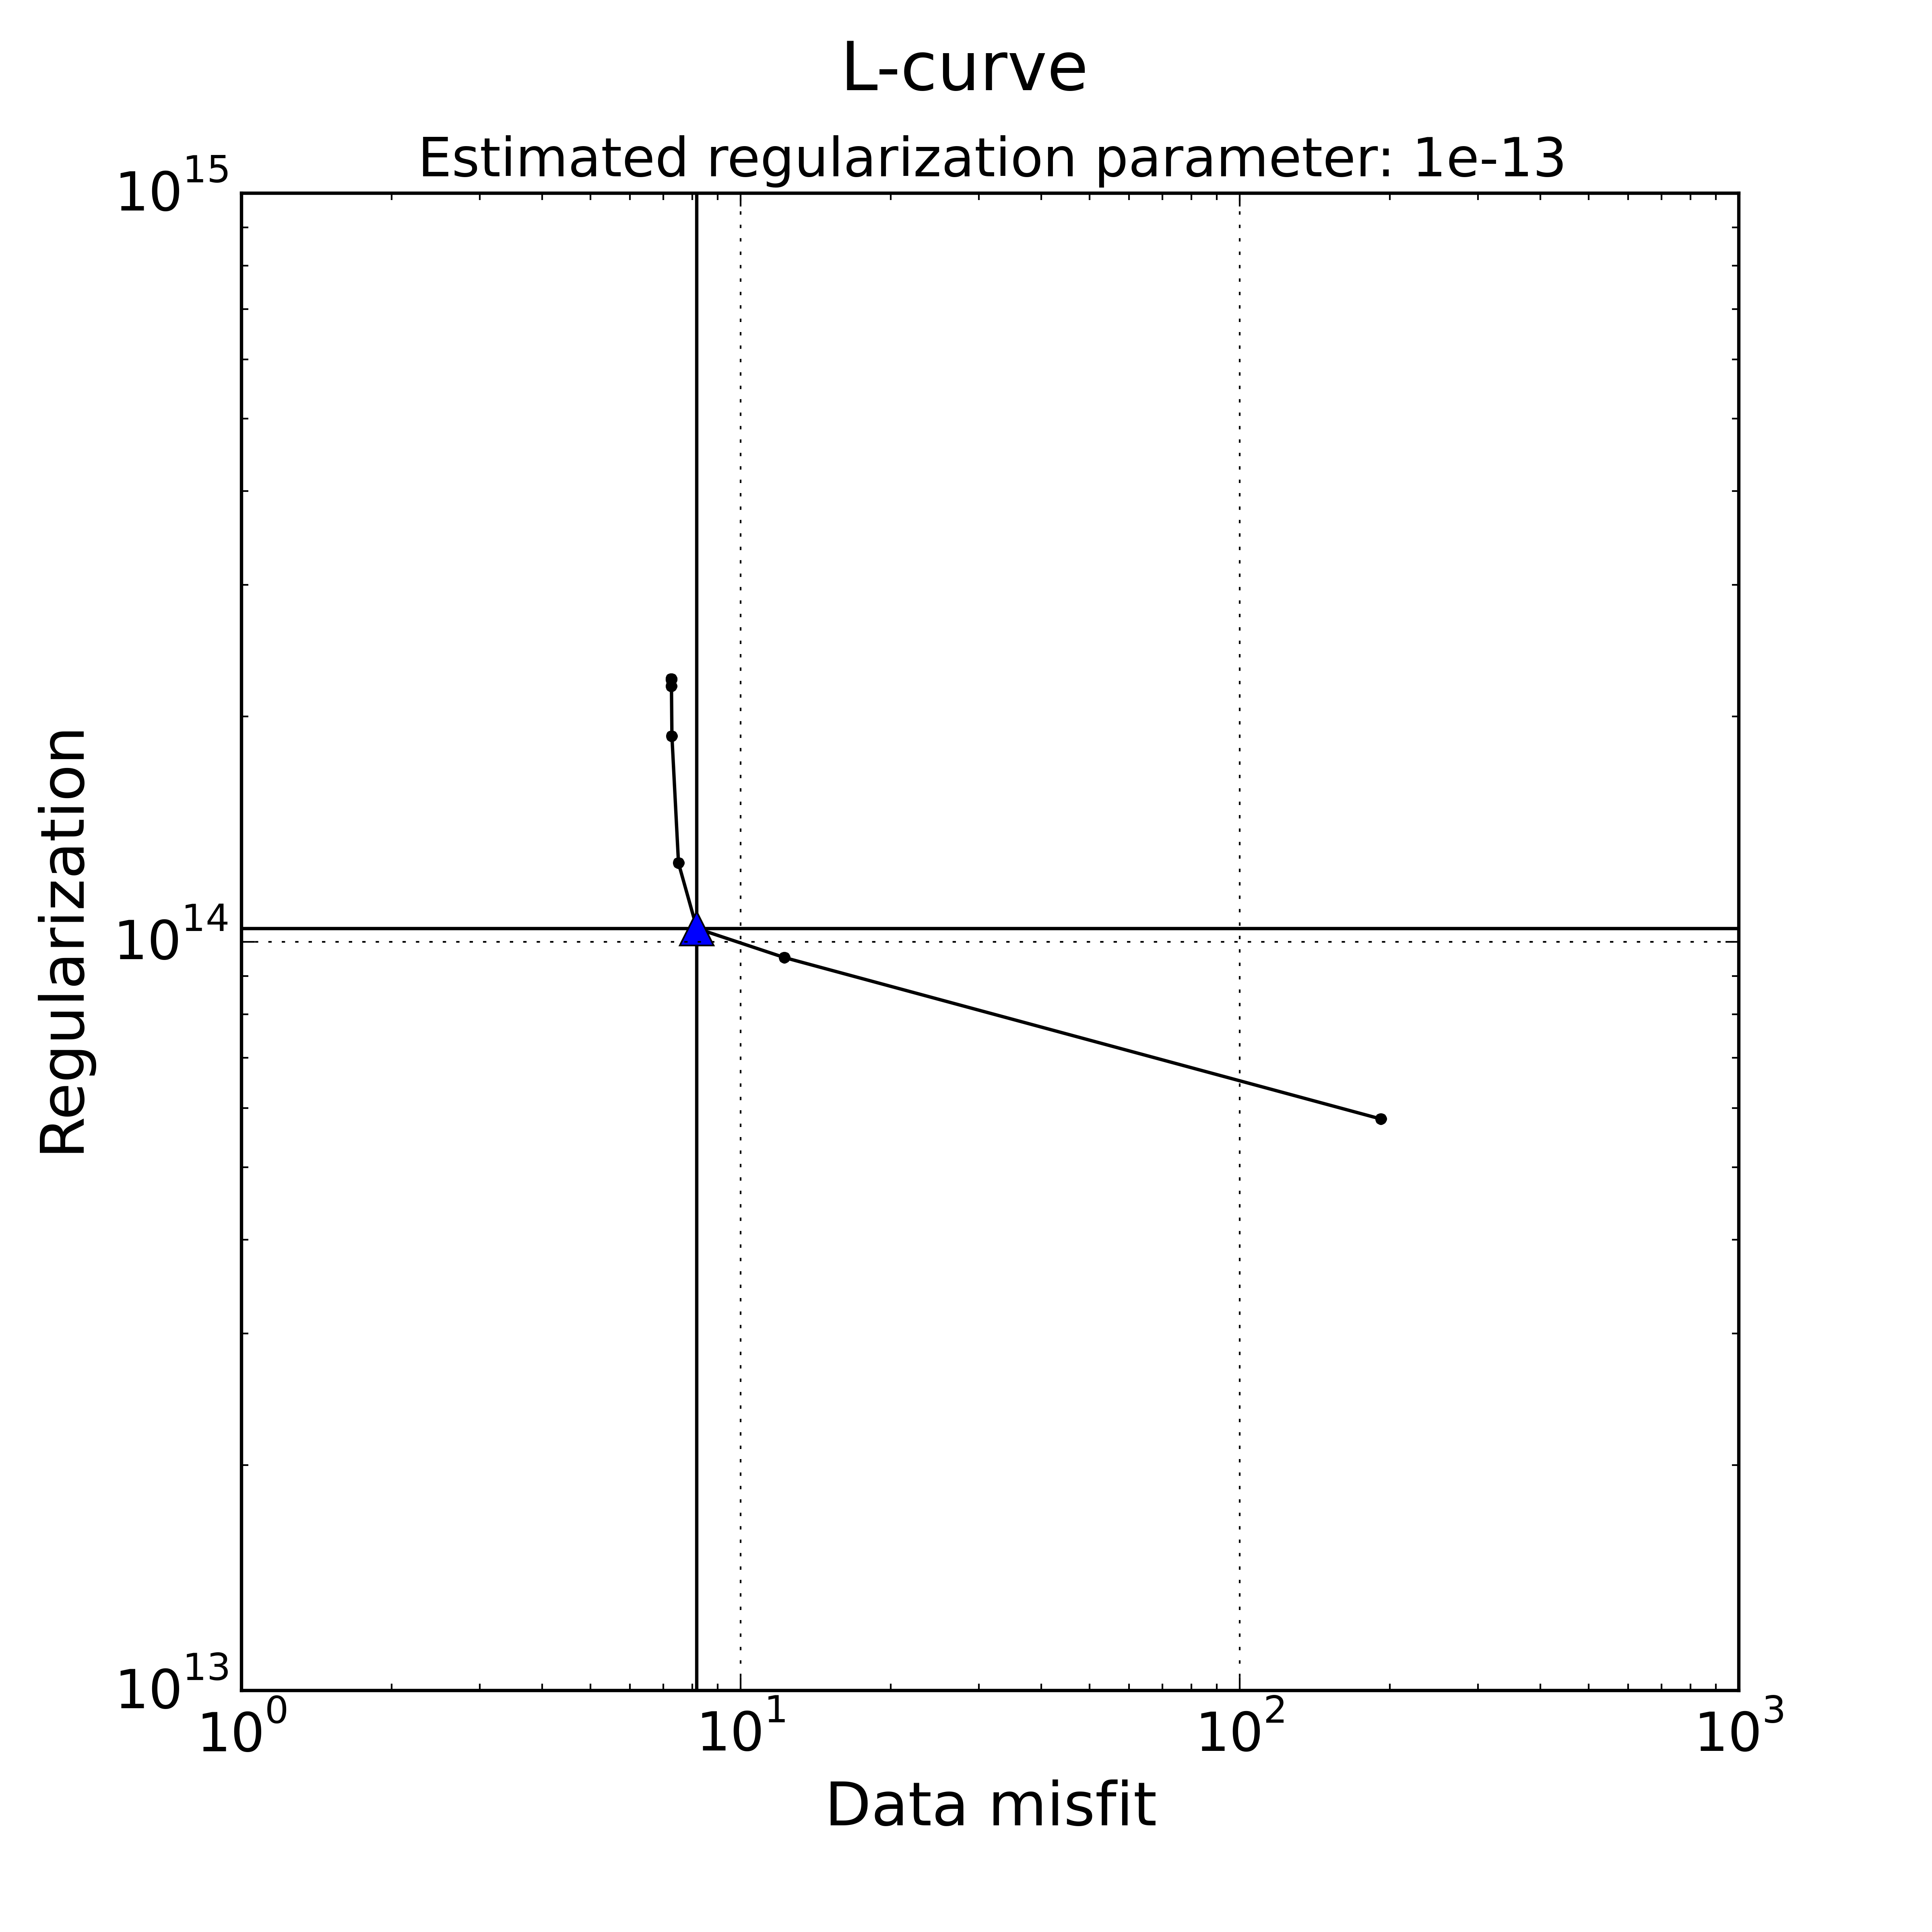 L-curve
Estimated regularization parameter: 1e-13
10^15
10^14
10^13
Regularization
10^0 10^1 10^2 10^3
Data misfit